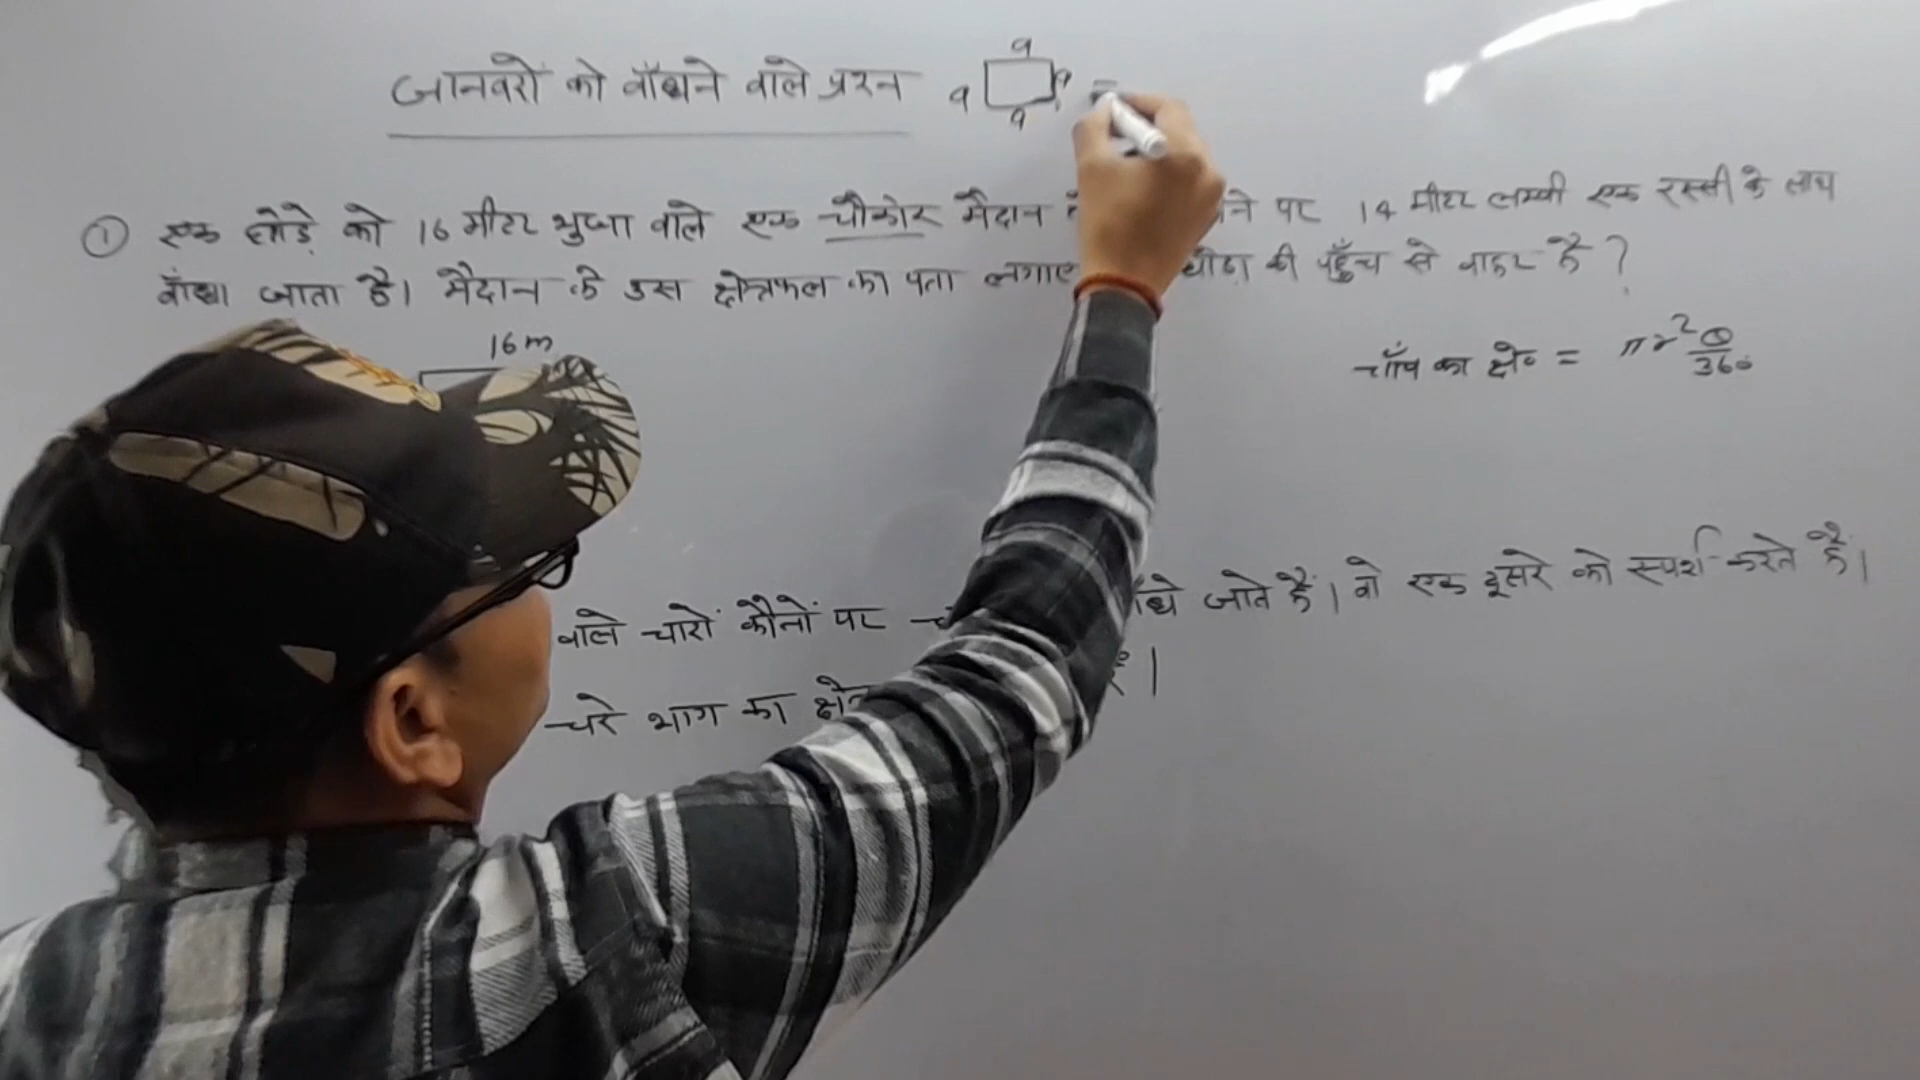 जानवरों को बाँधने वाले प्रश्न
a
a a
a
=
① एक घोड़े को 16 मीटर भुजा वाले एक चौकोर मैदान ने पर 14 मीटर लम्बी एक रस्सी के साथ
बाँधा जाता है। मैदान के उस क्षेत्रफल का पता लगाए घोड़ा की पहुँच से बाहर है?
16m
चाँप का क्षे० = πr² θ/360
वाले चारों कौनों पर जाते हैं। वो एक दूसरे को स्पर्श करते है।
चरे भाग का